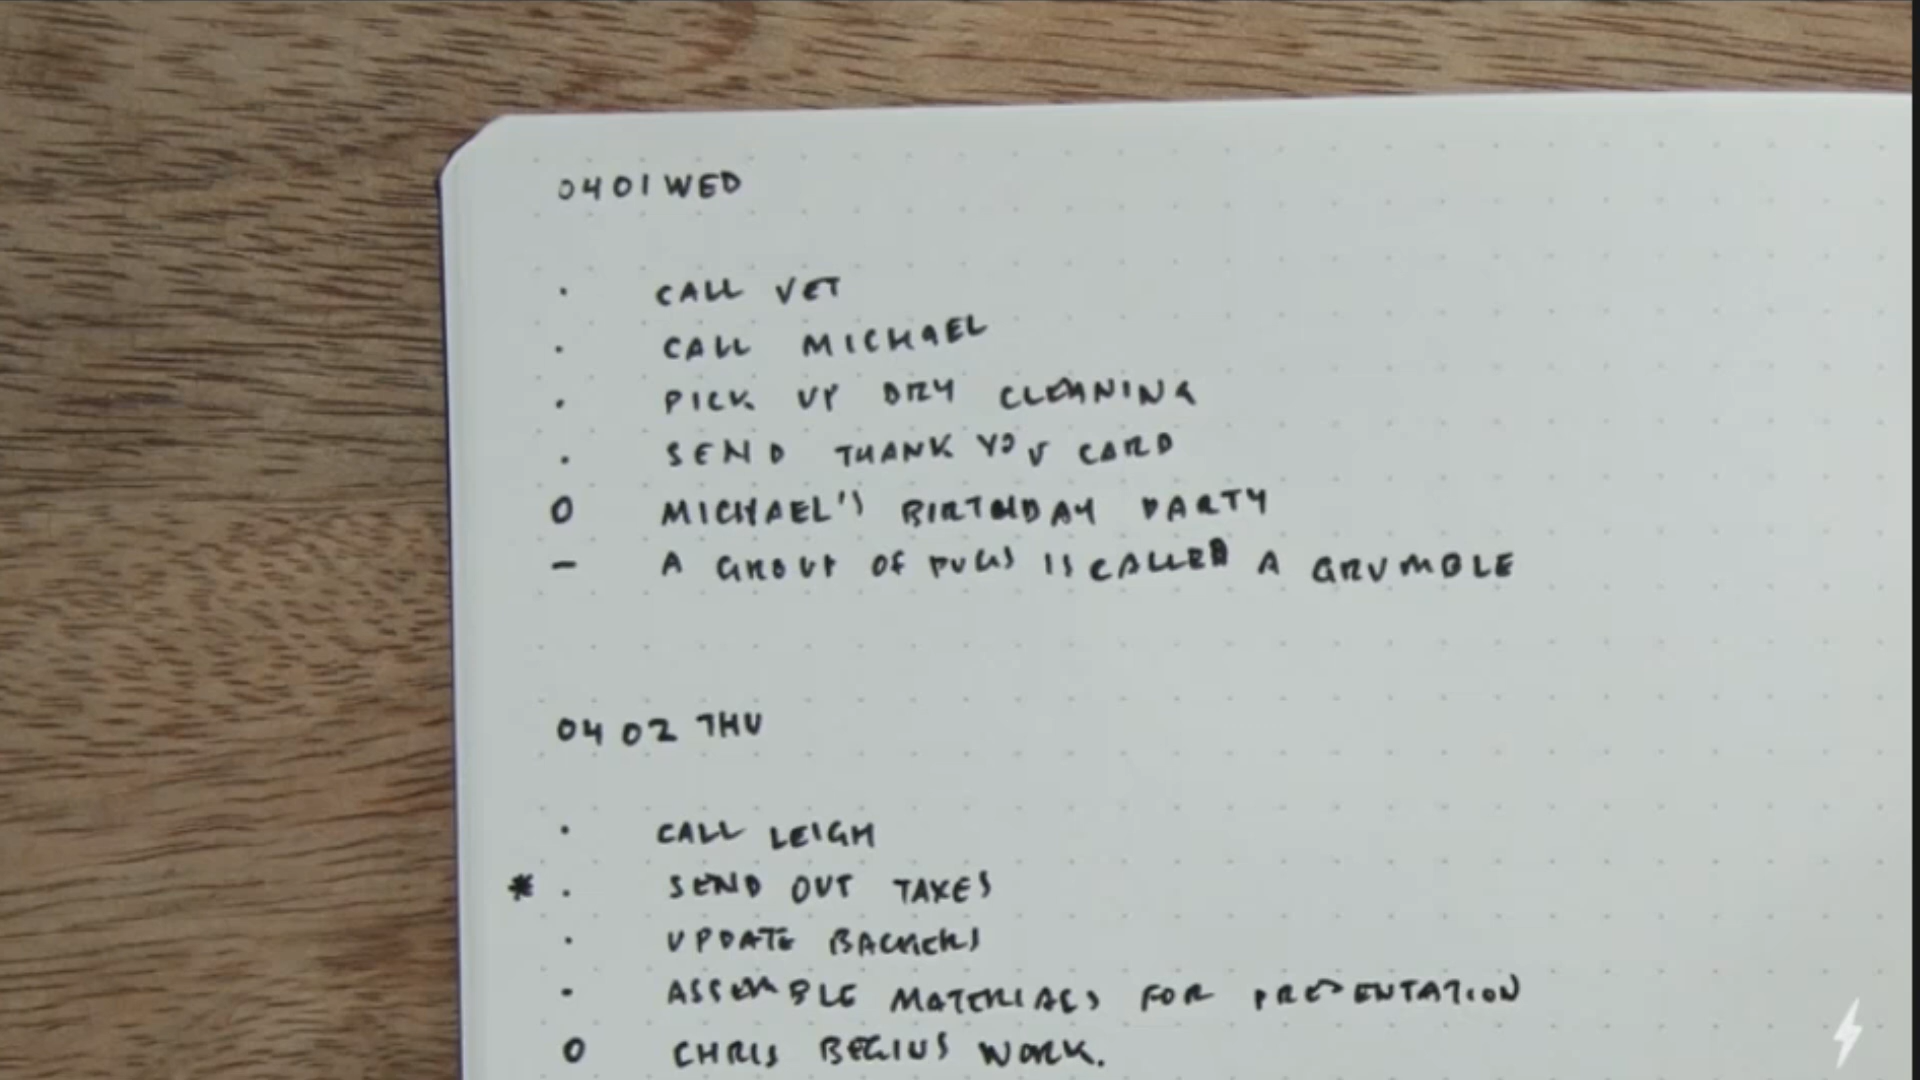 0401 WED
· CALL VET
· CALL MICHAEL
· PICK UP DRY CLEANING
· SEND THANK YOU CARD
O MICHAEL'S BIRTHDAY PARTY
– A GROUP OF PUGS IS CALLED A GRUMBLE
0402 THU
· CALL LEIGH
* · SEND OUT TAXES
· UPDATE BACKERS
· ASSEMBLE MATERIALS FOR PRESENTATION
O CHRIS BEGINS WORK.